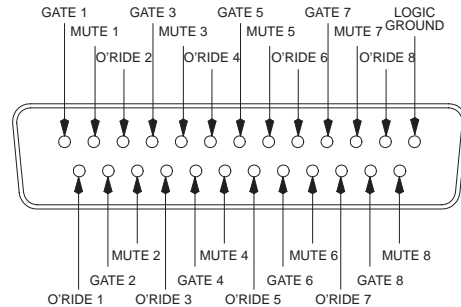 GATE 1 GATE 3 GATE 5 GATE 7 LOGIC
GROUND
MUTE 1 MUTE 3 MUTE 5 MUTE 7
O'RIDE 2 O'RIDE 4 O'RIDE 6 O'RIDE 8
MUTE 2 MUTE 4 MUTE 6 MUTE 8
GATE 2 GATE 4 GATE 6 GATE 8
O'RIDE 1 O'RIDE 3 O'RIDE 5 O'RIDE 7